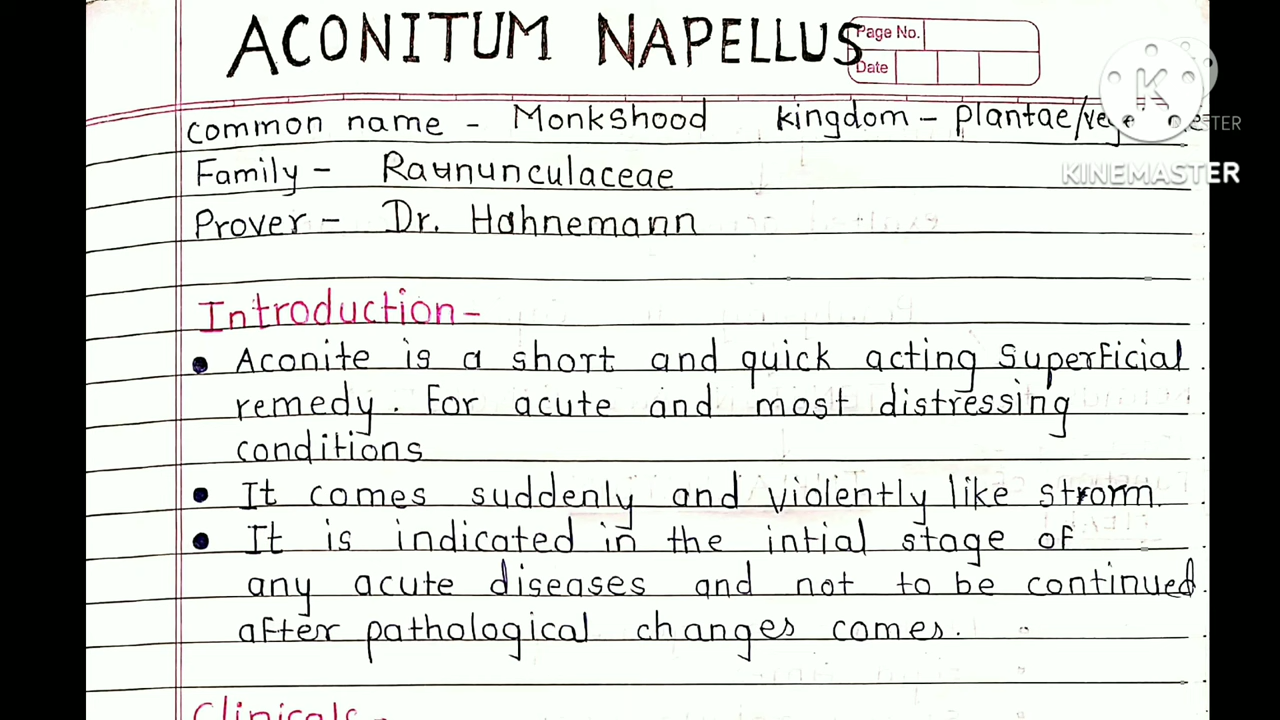 ACONITUM NAPELLUS
Page No.
Date
common name - Monkshood kingdom - plantae/
KINEMASTER
Family - Raununculaceae
Prover - Dr. Hahnemann
Introduction-
• Aconite is a short and quick acting superficial
remedy. For acute and most distressing
conditions
• It comes suddenly and violently like strom.
• It is indicated in the intial stage of
any acute diseases and not to be continued
after pathological changes comes.
Clinicals-